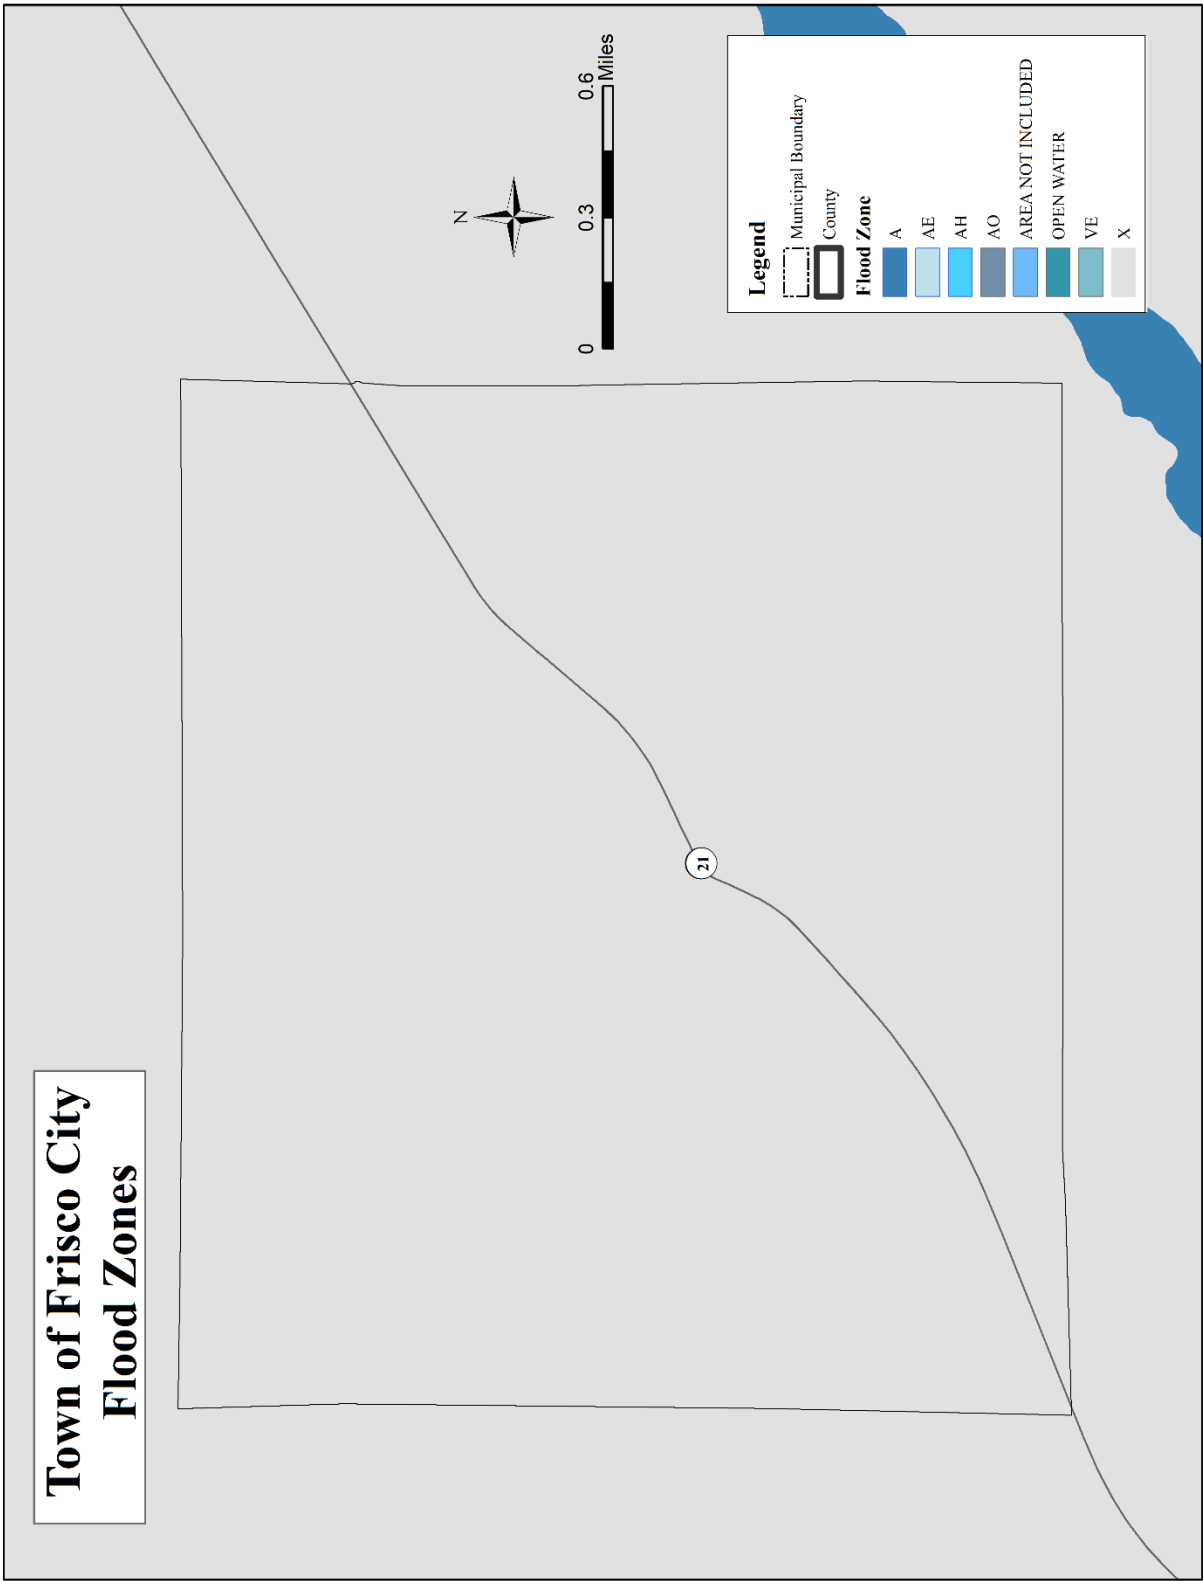 Town of Frisco City
Flood Zones
21
N
0 0.3 0.6
Miles
Legend
Municipal Boundary
County
Flood Zone
A
AE
AH
AO
AREA NOT INCLUDED
OPEN WATER
VE
X